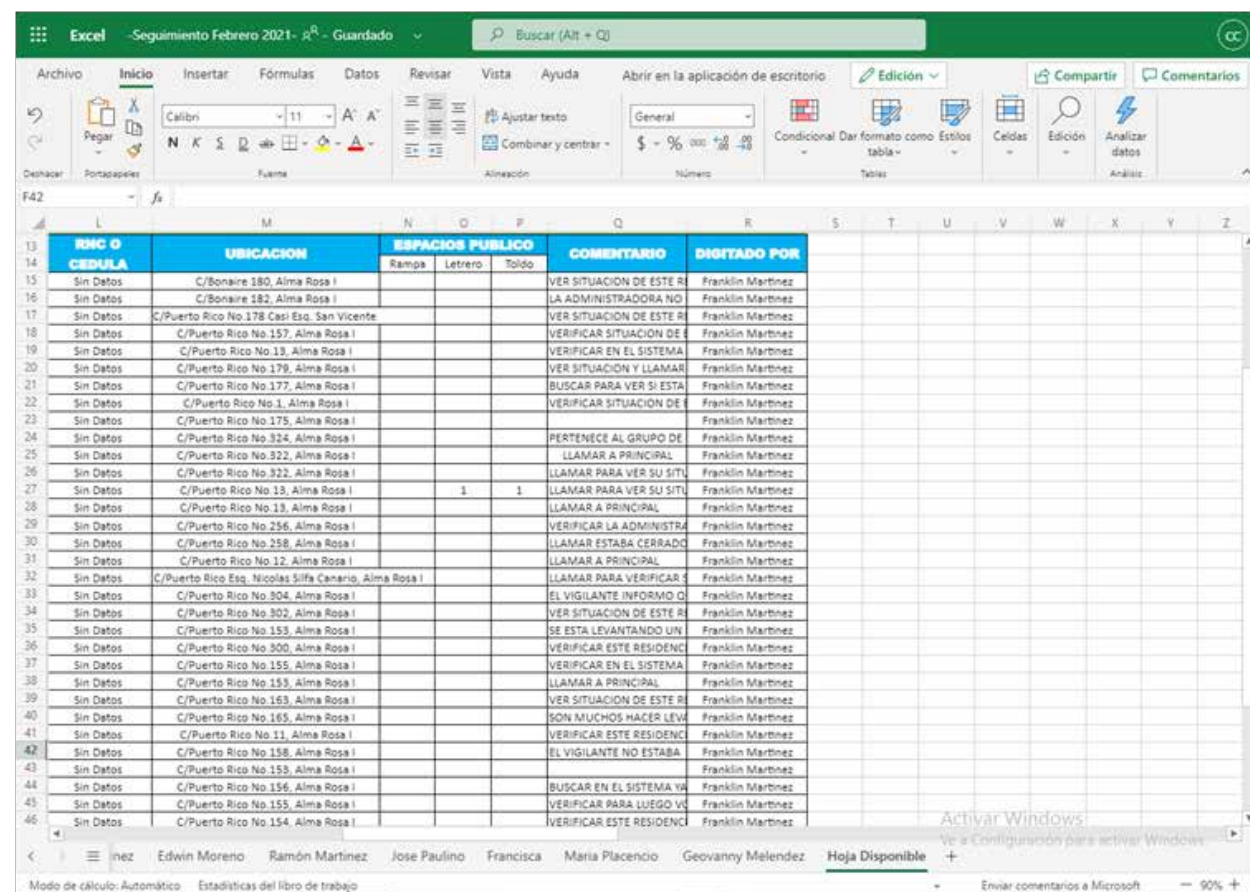 Excel -Seguimiento Febrero 2021- - Guardado Buscar (Alt + Q) CC
Archivo Inicio Insertar Fórmulas Datos Revisar Vista Ayuda Abrir en la aplicación de escritorio Edición Compartir Comentarios
Calibri 11 A^ A Ajustar texto General
Pegar N K S D ab A Combinar y centrar $ % 000 Condicional Dar formato como tabla Estilos Celdas Edición Analizar datos
Deshacer Portapapeles Fuente Alineación Número Tablas Análisis
F42 fx
L M N O P Q R S T U V W X Y Z
13 RNC O UBICACION ESPACIOS PUBLICO COMENTARIO DIGITADO POR
14 CEDULA Rampa Letrero Toldo
15 Sin Datos C/Bonaire 180, Alma Rosa I VER SITUACION DE ESTE RE Franklin Martinez
16 Sin Datos C/Bonaire 182, Alma Rosa I LA ADMINISTRADORA NO Franklin Martinez
17 Sin Datos C/Puerto Rico No.178 Casi Esq. San Vicente VER SITUACION DE ESTE RE Franklin Martinez
18 Sin Datos C/Puerto Rico No.157, Alma Rosa I VERIFICAR SITUACION DE E Franklin Martinez
19 Sin Datos C/Puerto Rico No.13, Alma Rosa I VERIFICAR EN EL SISTEMA Franklin Martinez
20 Sin Datos C/Puerto Rico No.179, Alma Rosa I VER SITUACION Y LLAMAR Franklin Martinez
21 Sin Datos C/Puerto Rico No.177, Alma Rosa I BUSCAR PARA VER SI ESTA Franklin Martinez
22 Sin Datos C/Puerto Rico No.1, Alma Rosa I VERIFICAR SITUACION DE E Franklin Martinez
23 Sin Datos C/Puerto Rico No.175, Alma Rosa I Franklin Martinez
24 Sin Datos C/Puerto Rico No.324, Alma Rosa I PERTENECE AL GRUPO DE Franklin Martinez
25 Sin Datos C/Puerto Rico No.322, Alma Rosa I LLAMAR A PRINCIPAL Franklin Martinez
26 Sin Datos C/Puerto Rico No.322, Alma Rosa I LLAMAR PARA VER SU SITU Franklin Martinez
27 Sin Datos C/Puerto Rico No.13, Alma Rosa I 1 1 LLAMAR PARA VER SU SITU Franklin Martinez
28 Sin Datos C/Puerto Rico No.13, Alma Rosa I LLAMAR A PRINCIPAL Franklin Martinez
29 Sin Datos C/Puerto Rico No.256, Alma Rosa I VERIFICAR LA ADMINISTRA Franklin Martinez
30 Sin Datos C/Puerto Rico No.258, Alma Rosa I LLAMAR ESTABA CERRADO Franklin Martinez
31 Sin Datos C/Puerto Rico No.12, Alma Rosa I LLAMAR A PRINCIPAL Franklin Martinez
32 Sin Datos C/Puerto Rico Esq. Nicolas Silfa Canario, Alma Rosa I LLAMAR PARA VERIFICAR S Franklin Martinez
33 Sin Datos C/Puerto Rico No.304, Alma Rosa I EL VIGILANTE INFORMO Q Franklin Martinez
34 Sin Datos C/Puerto Rico No.302, Alma Rosa I VER SITUACION DE ESTE RE Franklin Martinez
35 Sin Datos C/Puerto Rico No.153, Alma Rosa I SE ESTA LEVANTANDO UN Franklin Martinez
36 Sin Datos C/Puerto Rico No.300, Alma Rosa I VERIFICAR ESTE RESIDENCI Franklin Martinez
37 Sin Datos C/Puerto Rico No.155, Alma Rosa I VERIFICAR EN EL SISTEMA Franklin Martinez
38 Sin Datos C/Puerto Rico No.153, Alma Rosa I LLAMAR A PRINCIPAL Franklin Martinez
39 Sin Datos C/Puerto Rico No.163, Alma Rosa I VER SITUACION DE ESTE RE Franklin Martinez
40 Sin Datos C/Puerto Rico No.165, Alma Rosa I SON MUCHOS HACER LEVA Franklin Martinez
41 Sin Datos C/Puerto Rico No.11, Alma Rosa I VERIFICAR ESTE RESIDENCI Franklin Martinez
42 Sin Datos C/Puerto Rico No.158, Alma Rosa I EL VIGILANTE NO ESTABA Franklin Martinez
43 Sin Datos C/Puerto Rico No.153, Alma Rosa I Franklin Martinez
44 Sin Datos C/Puerto Rico No.156, Alma Rosa I BUSCAR EN EL SISTEMA YA Franklin Martinez
45 Sin Datos C/Puerto Rico No.155, Alma Rosa I VERIFICAR PARA LUEGO VO Franklin Martinez
46 Sin Datos C/Puerto Rico No.154, Alma Rosa I VERIFICAR ESTE RESIDENCI Franklin Martinez
Activar Windows
Ve a Configuración para activar Windows.
inez Edwin Moreno Ramón Martinez Jose Paulino Francisca Maria Placencio Geovanny Melendez Hoja Disponible +
Modo de cálculo: Automático Estadísticas del libro de trabajo Enviar comentarios a Microsoft — 90% +